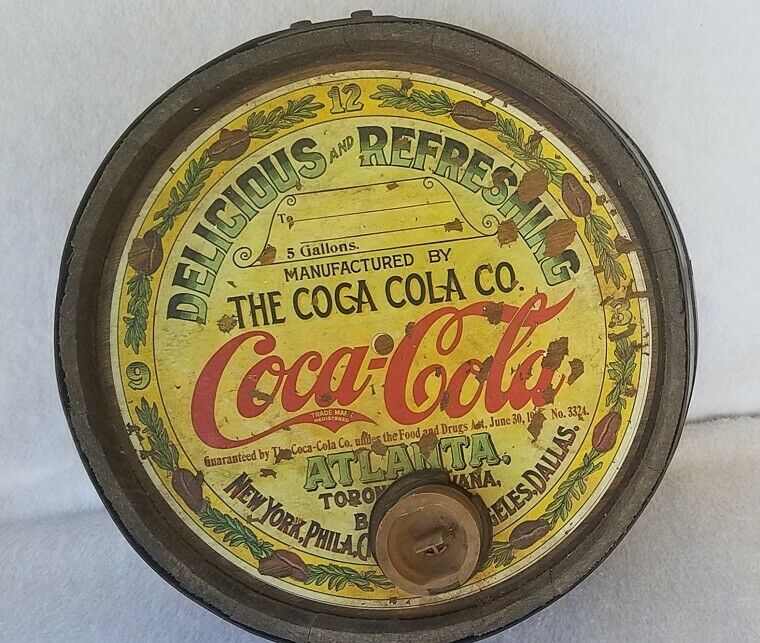 12
DELICIOUS AND REFRESHING
To
5 Gallons.
MANUFACTURED BY
THE COCA COLA CO.
Coca-Cola
TRADE MARK
REGISTERED
9
3
Guaranteed by The Coca-Cola Co. under the Food and Drugs Act, June 30, No. 3324.
ATLANTA,
NEW YORK, PHILA, DALLAS.